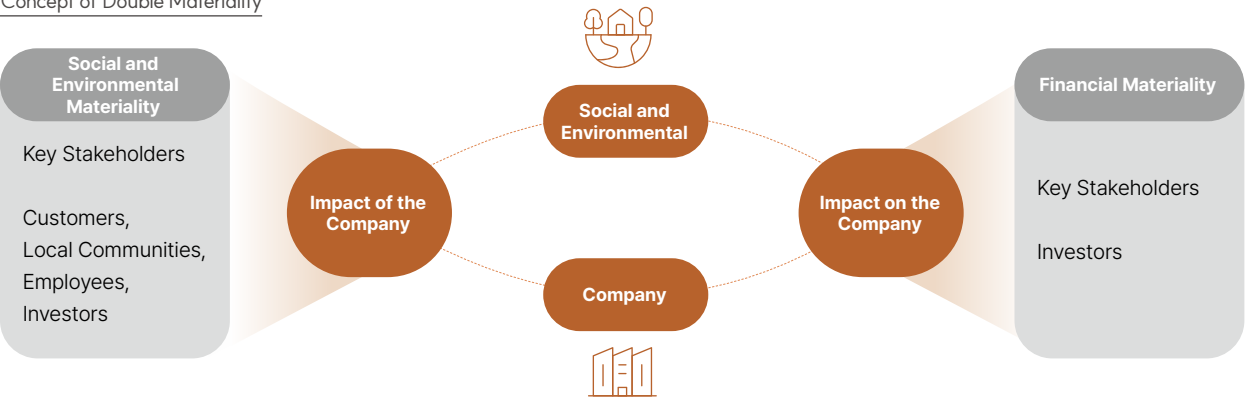 Concept of Double Materiality
Social and
Environmental
Materiality
Key Stakeholders
Customers,
Local Communities,
Employees,
Investors
Impact of the
Company
Social and
Environmental
Company
Impact on the
Company
Financial Materiality
Key Stakeholders
Investors